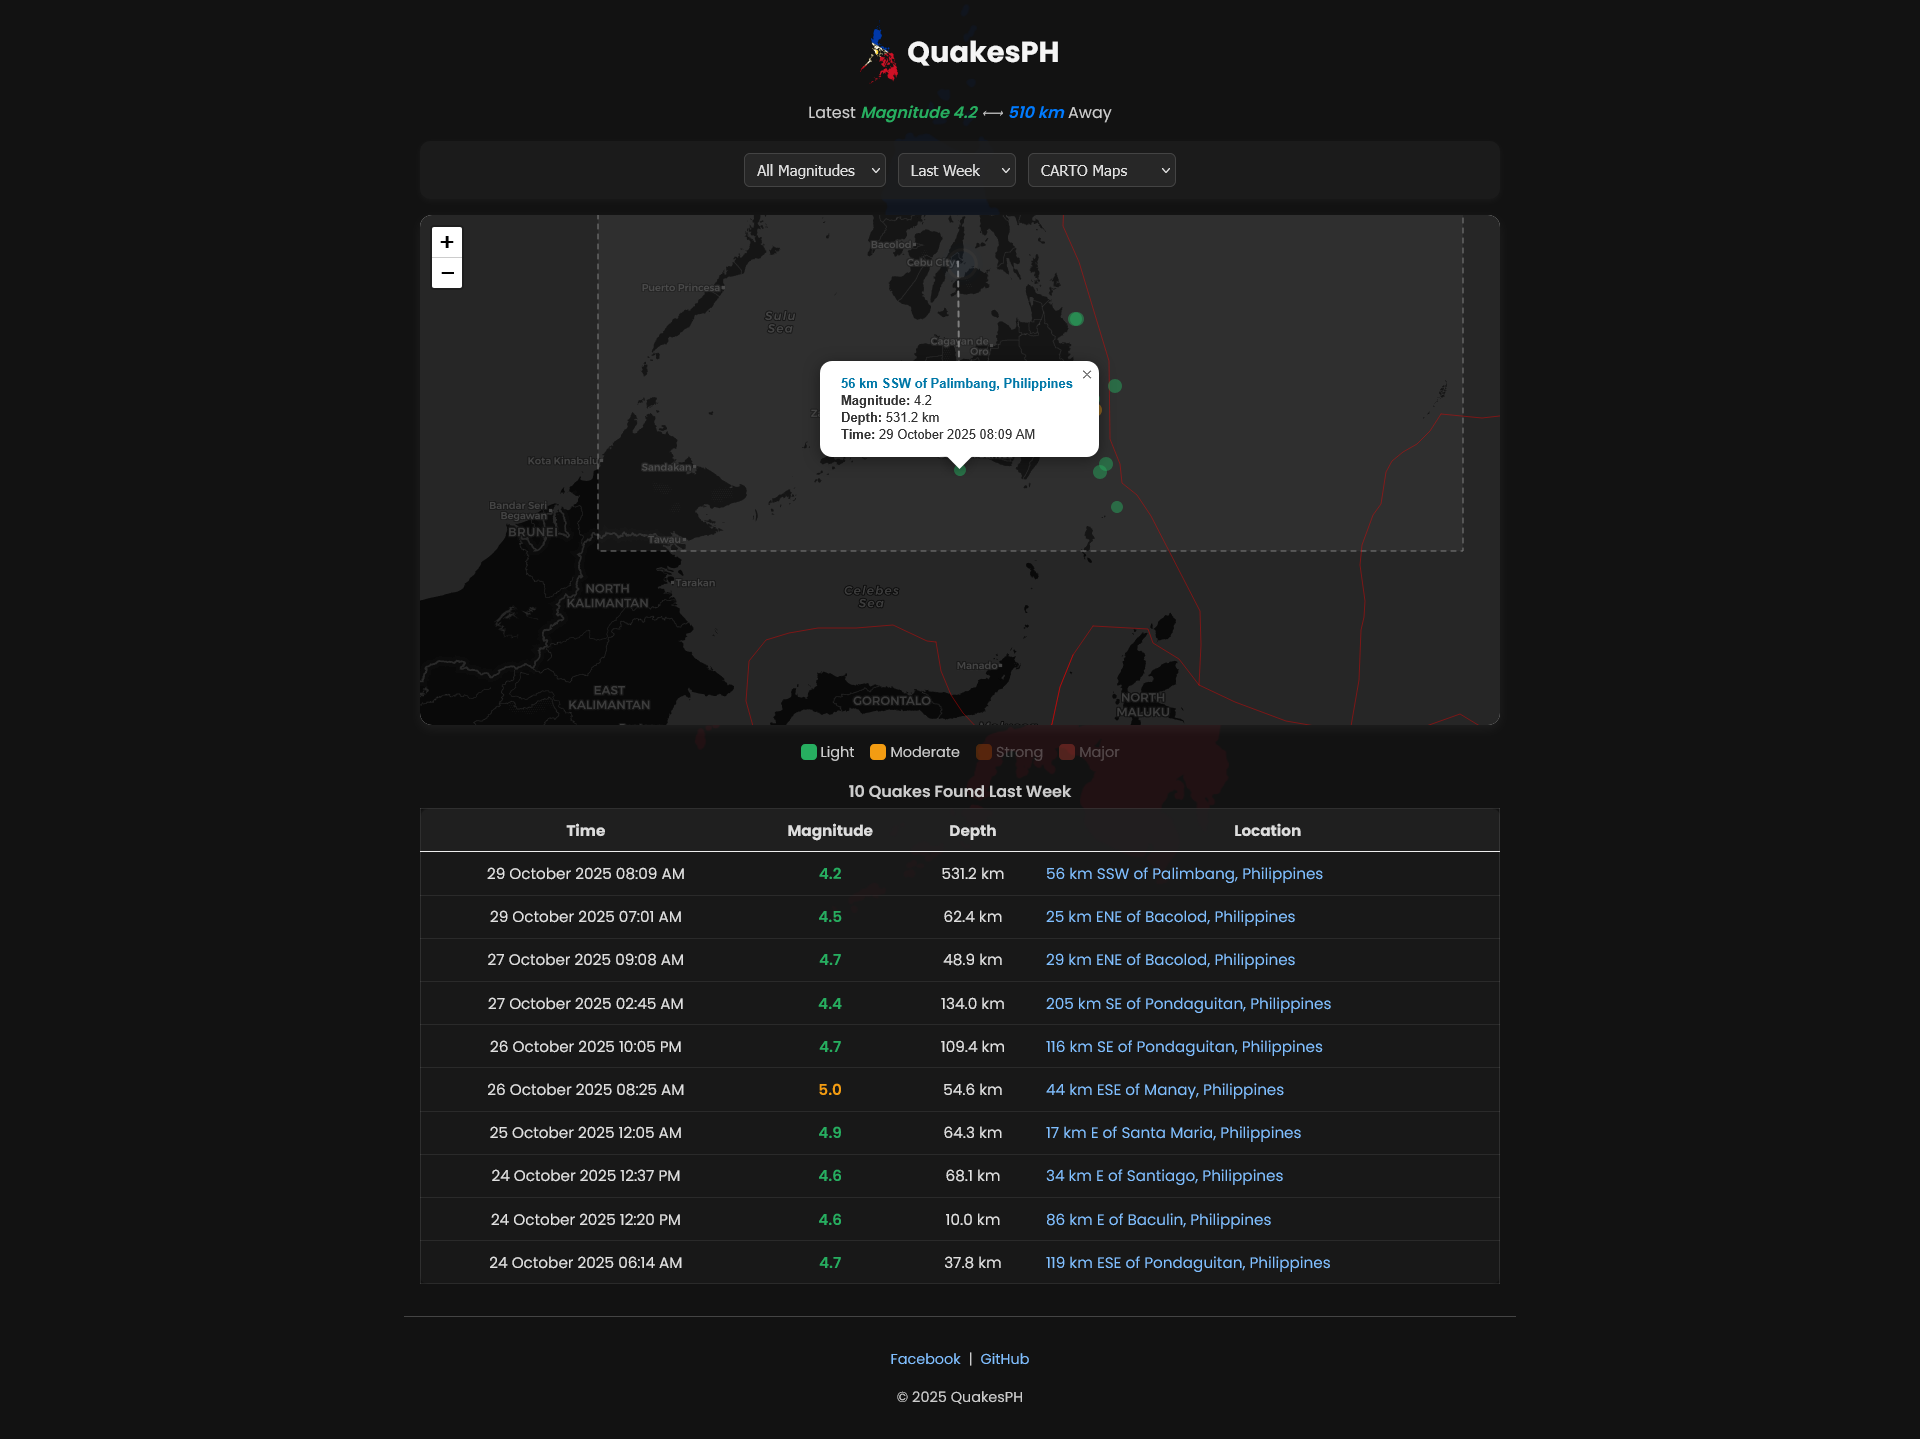 QuakesPH
Latest Magnitude 4.2 ⟷ 510 km Away
All Magnitudes
Last Week
CARTO Maps
+
−
Bacolod
Cebu City
Puerto Princesa
Sulu
Sea
Cagayan de
Oro
56 km SSW of Palimbang, Philippines
×
Magnitude: 4.2
Depth: 531.2 km
Time: 29 October 2025 08:09 AM
Kota Kinabalu
Sandakan
Bandar Seri
Begawan
BRUNEI
Tawau
Tarakan
NORTH
KALIMANTAN
Celebes
Sea
Manado
EAST
KALIMANTAN
GORONTALO
NORTH
MALUKU
Light
Moderate
Strong
Major
10 Quakes Found Last Week
Time Magnitude Depth Location
29 October 2025 08:09 AM 4.2 531.2 km 56 km SSW of Palimbang, Philippines
29 October 2025 07:01 AM 4.5 62.4 km 25 km ENE of Bacolod, Philippines
27 October 2025 09:08 AM 4.7 48.9 km 29 km ENE of Bacolod, Philippines
27 October 2025 02:45 AM 4.4 134.0 km 205 km SE of Pondaguitan, Philippines
26 October 2025 10:05 PM 4.7 109.4 km 116 km SE of Pondaguitan, Philippines
26 October 2025 08:25 AM 5.0 54.6 km 44 km ESE of Manay, Philippines
25 October 2025 12:05 AM 4.9 64.3 km 17 km E of Santa Maria, Philippines
24 October 2025 12:37 PM 4.6 68.1 km 34 km E of Santiago, Philippines
24 October 2025 12:20 PM 4.6 10.0 km 86 km E of Baculin, Philippines
24 October 2025 06:14 AM 4.7 37.8 km 119 km ESE of Pondaguitan, Philippines
Facebook | GitHub
© 2025 QuakesPH